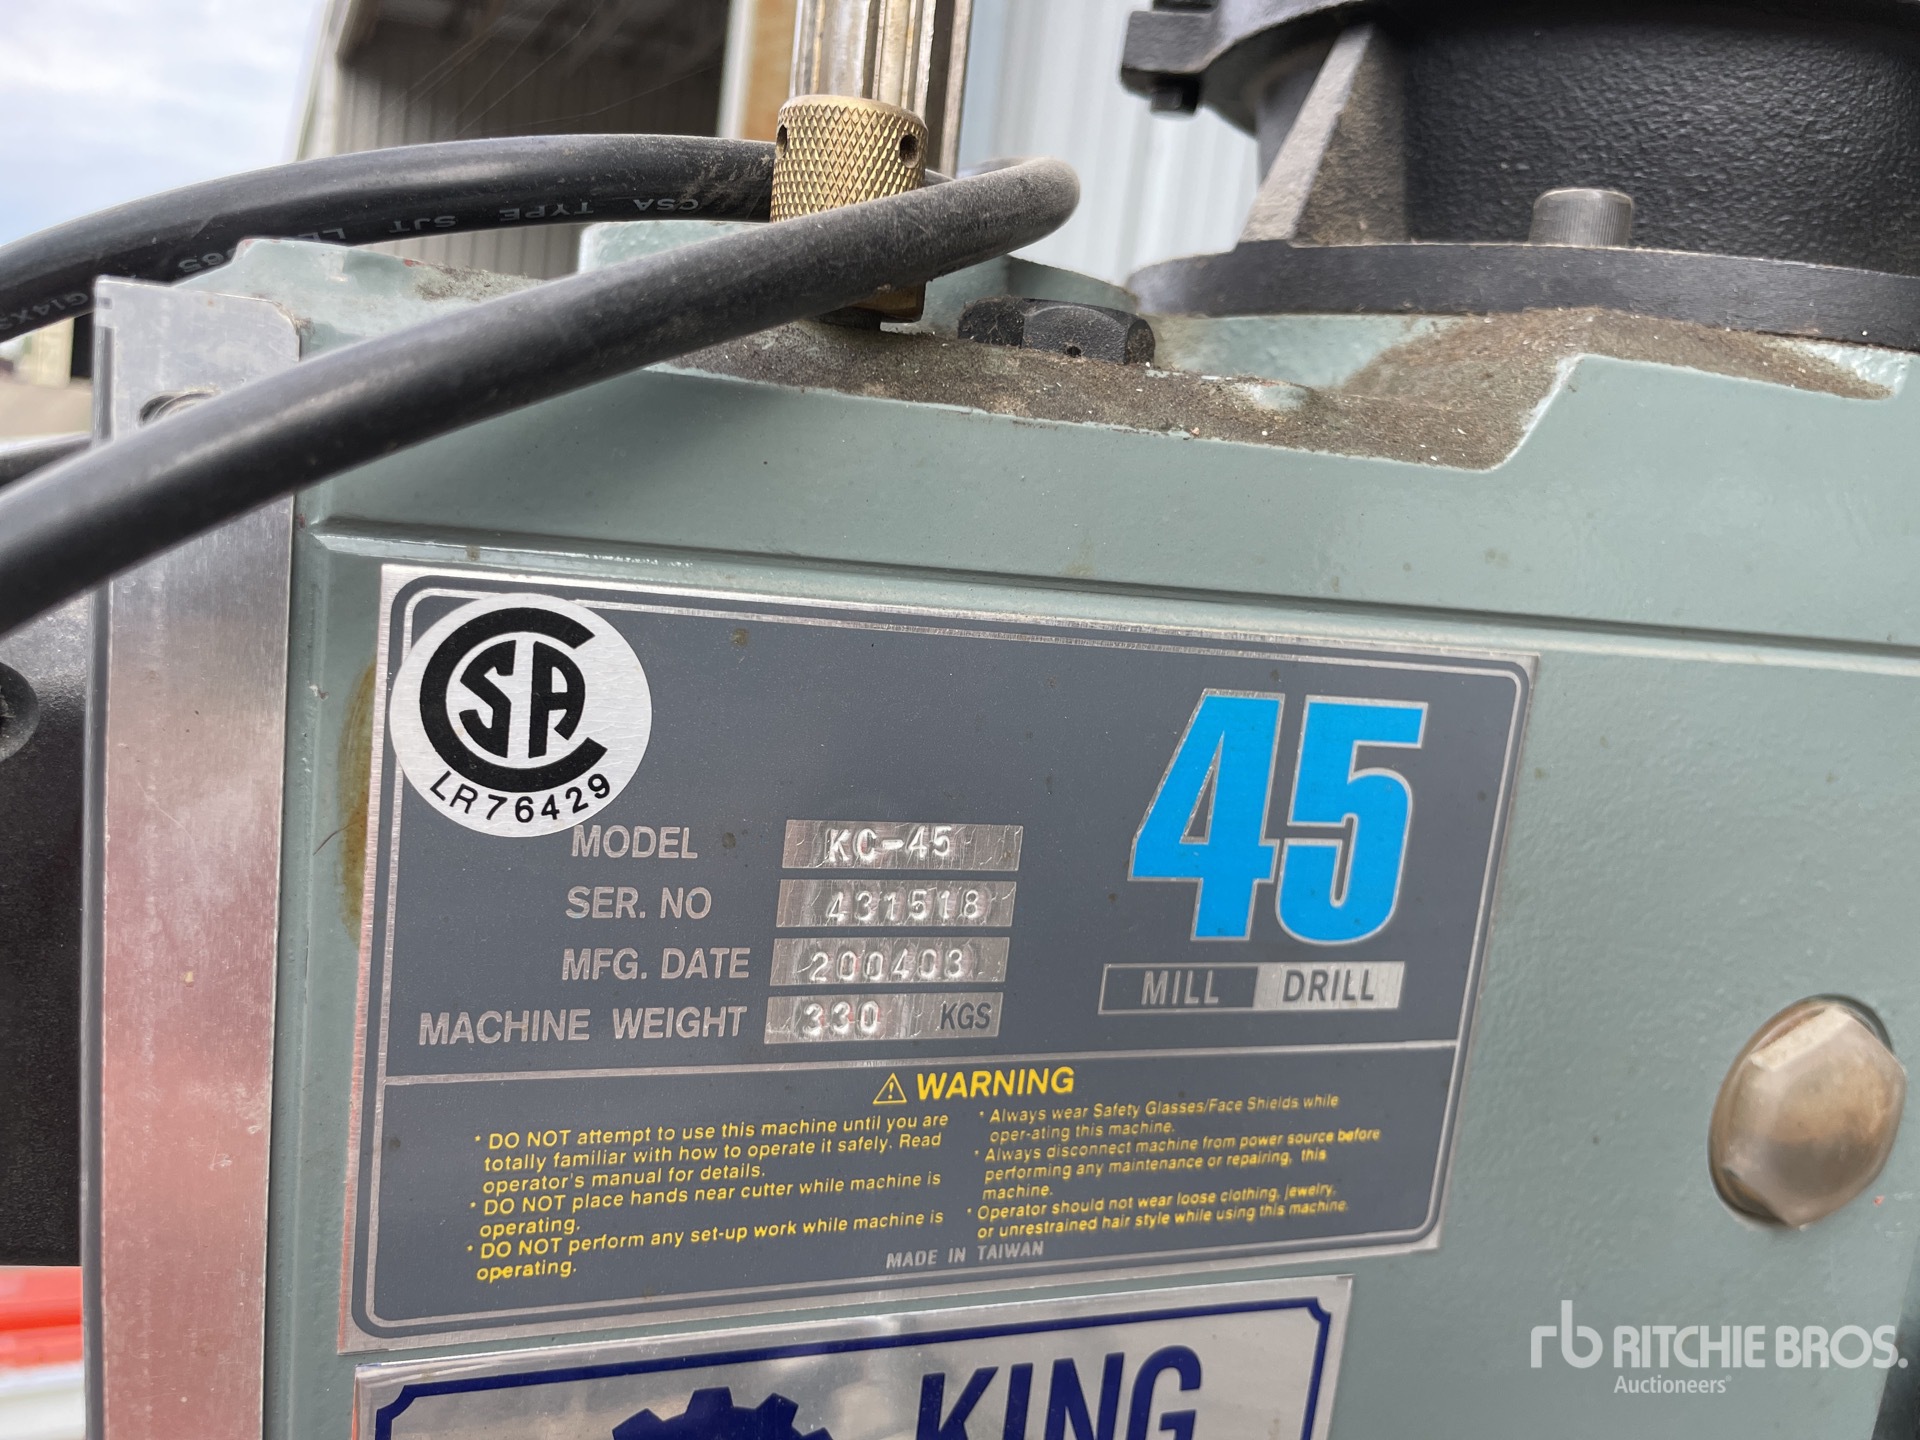 CSA TYPE SJT
CSA
LR76429
45
MILL DRILL
MODEL KC-45
SER. NO 431518
MFG. DATE 200403
MACHINE WEIGHT 330 KGS
⚠ WARNING
• DO NOT attempt to use this machine until you are
totally familiar with how to operate it safely. Read
operator's manual for details.
• DO NOT place hands near cutter while machine is
operating.
• DO NOT perform any set-up work while machine is
operating.
• Always wear Safety Glasses/Face Shields while
oper-ating this machine.
• Always disconnect machine from power source before
performing any maintenance or repairing, this
machine.
• Operator should not wear loose clothing, jewelry,
or unrestrained hair style while using this machine.
MADE IN TAIWAN
KING
rb RITCHIE BROS.
Auctioneers